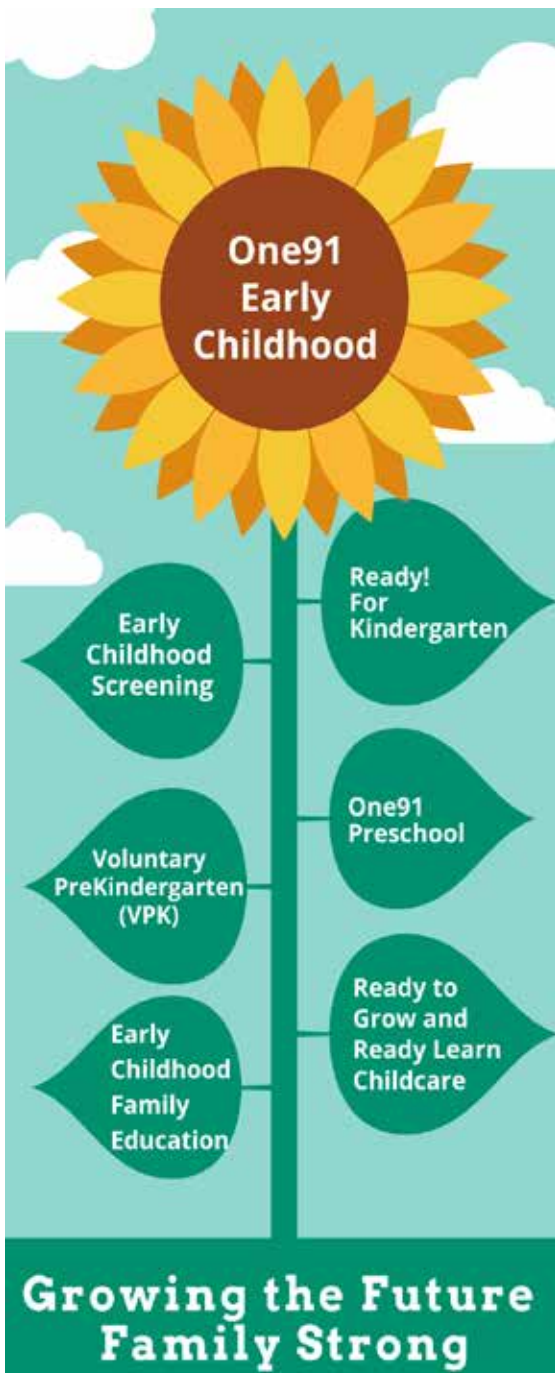 One91
Early
Childhood
Ready!
For
Kindergarten
Early
Childhood
Screening
One91
Preschool
Voluntary
PreKindergarten
(VPK)
Ready to
Grow and
Ready Learn
Childcare
Early
Childhood
Family
Education
Growing the Future
Family Strong